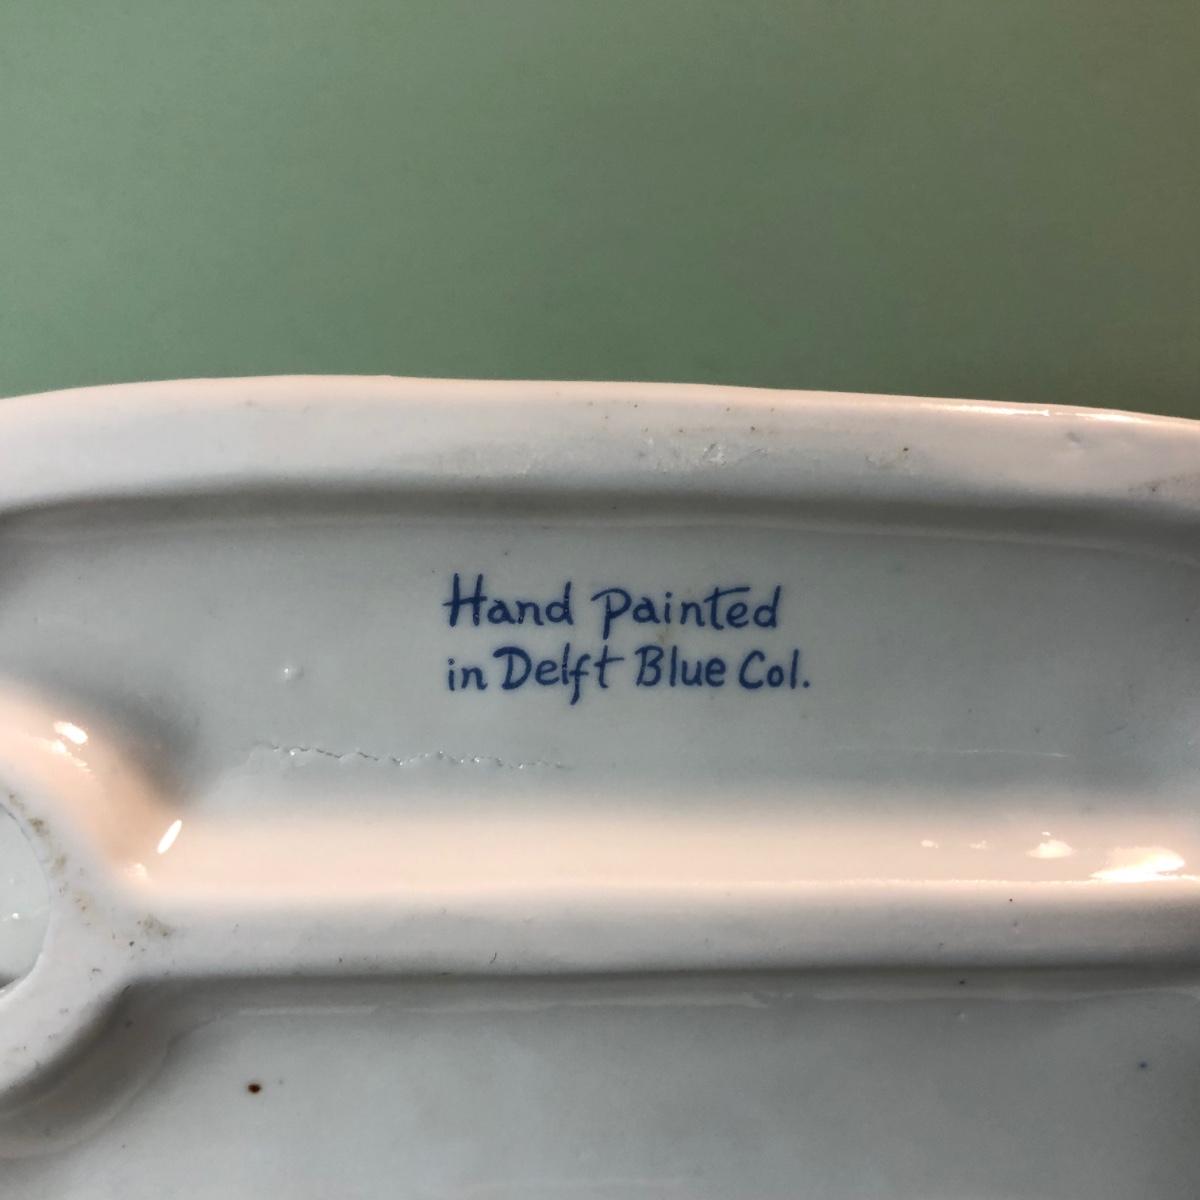 Hand painted
in Delft Blue Col.